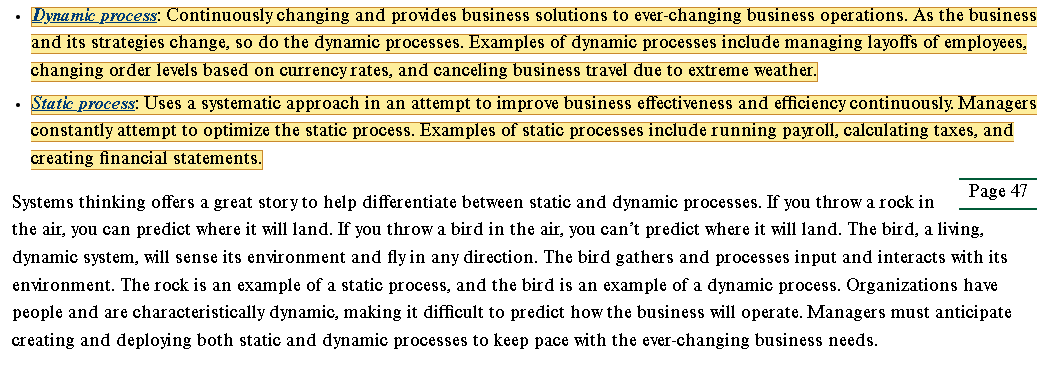 • Dynamic process: Continuously changing and provides business solutions to ever-changing business operations. As the business
and its strategies change, so do the dynamic processes. Examples of dynamic processes include managing layoffs of employees,
changing order levels based on currency rates, and canceling business travel due to extreme weather.
• Static process: Uses a systematic approach in an attempt to improve business effectiveness and efficiency continuously. Managers
constantly attempt to optimize the static process. Examples of static processes include running payroll, calculating taxes, and
creating financial statements.
Page 47
Systems thinking offers a great story to help differentiate between static and dynamic processes. If you throw a rock in
the air, you can predict where it will land. If you throw a bird in the air, you can’t predict where it will land. The bird, a living,
dynamic system, will sense its environment and fly in any direction. The bird gathers and processes input and interacts with its
environment. The rock is an example of a static process, and the bird is an example of a dynamic process. Organizations have
people and are characteristically dynamic, making it difficult to predict how the business will operate. Managers must anticipate
creating and deploying both static and dynamic processes to keep pace with the ever-changing business needs.